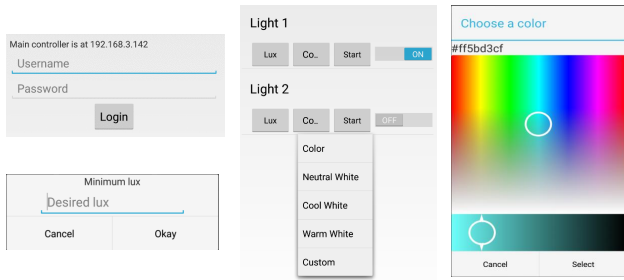 Main controller is at 192.168.3.142
Username
Password
Login
Minimum lux
Desired lux
Cancel Okay
Light 1
Lux Co.. Start ON
Light 2
Lux Co.. Start OFF
Color
Neutral White
Cool White
Warm White
Custom
Choose a color
#ff5bd3cf
Cancel Select